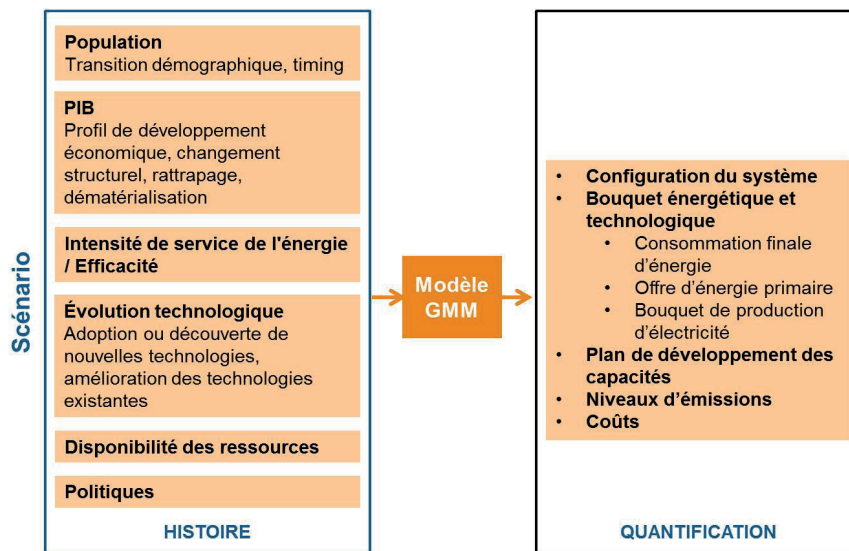 Scénario
Population
Transition démographique, timing
PIB
Profil de développement
économique, changement
structurel, rattrapage,
dématérialisation
Intensité de service de l'énergie
/ Efficacité
Évolution technologique
Adoption ou découverte de
nouvelles technologies,
amélioration des technologies
existantes
Disponibilité des ressources
Politiques
HISTOIRE
Modèle
GMM
• Configuration du système
• Bouquet énergétique et
technologique
• Consommation finale
d’énergie
• Offre d’énergie primaire
• Bouquet de production
d’électricité
• Plan de développement des
capacités
• Niveaux d’émissions
• Coûts
QUANTIFICATION